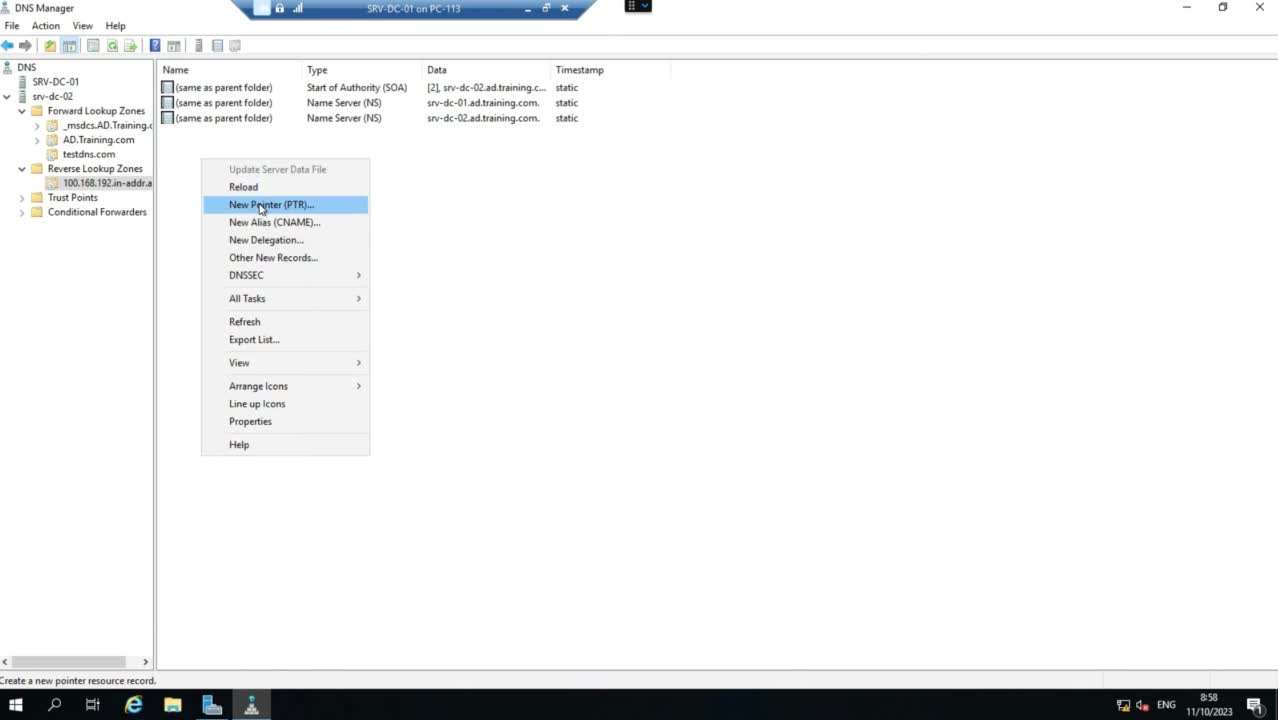 DNS Manager
SRV-DC-01 on PC-113
File Action View Help
DNS
SRV-DC-01
srv-dc-02
Forward Lookup Zones
_msdcs.AD.Training.c
AD.Training.com
testdns.com
Reverse Lookup Zones
100.168.192.in-addr.a
Trust Points
Conditional Forwarders
Name Type Data Timestamp
(same as parent folder) Start of Authority (SOA) [2], srv-dc-02.ad.training.c... static
(same as parent folder) Name Server (NS) srv-dc-01.ad.training.com. static
(same as parent folder) Name Server (NS) srv-dc-02.ad.training.com. static
Update Server Data File
Reload
New Pointer (PTR)...
New Alias (CNAME)...
New Delegation...
Other New Records...
DNSSEC
All Tasks
Refresh
Export List...
View
Arrange Icons
Line up Icons
Properties
Help
Create a new pointer resource record.
ENG
8:58
11/10/2023
1